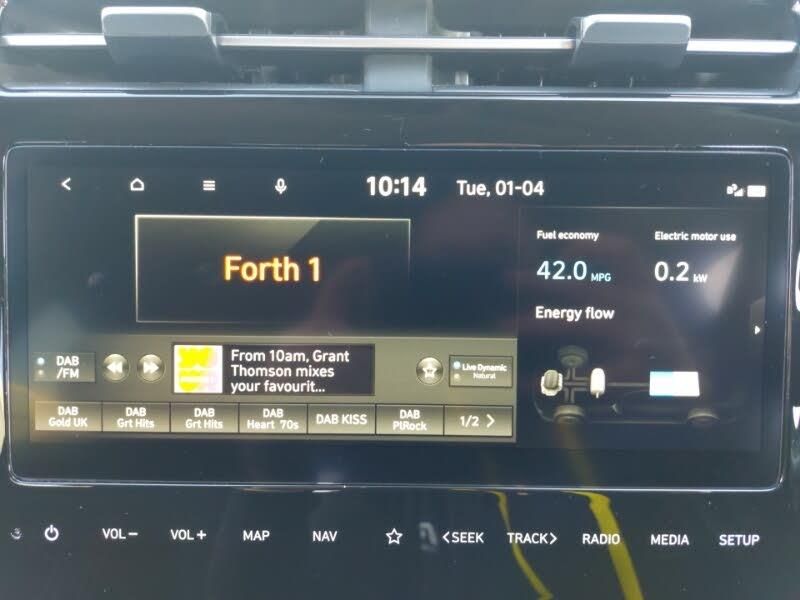 10:14 Tue, 01-04
Forth 1
Fuel economy Electric motor use
42.0 MPG 0.2 kW
Energy flow
DAB
/FM
From 10am, Grant
Thomson mixes
your favourit...
Live Dynamic
Natural
DAB
Gold UK
DAB
Grt Hits
DAB
Grt Hits
DAB
Heart 70s
DAB KISS
DAB
PlRock
1/2 >
VOL− VOL+ MAP NAV <SEEK TRACK> RADIO MEDIA SETUP